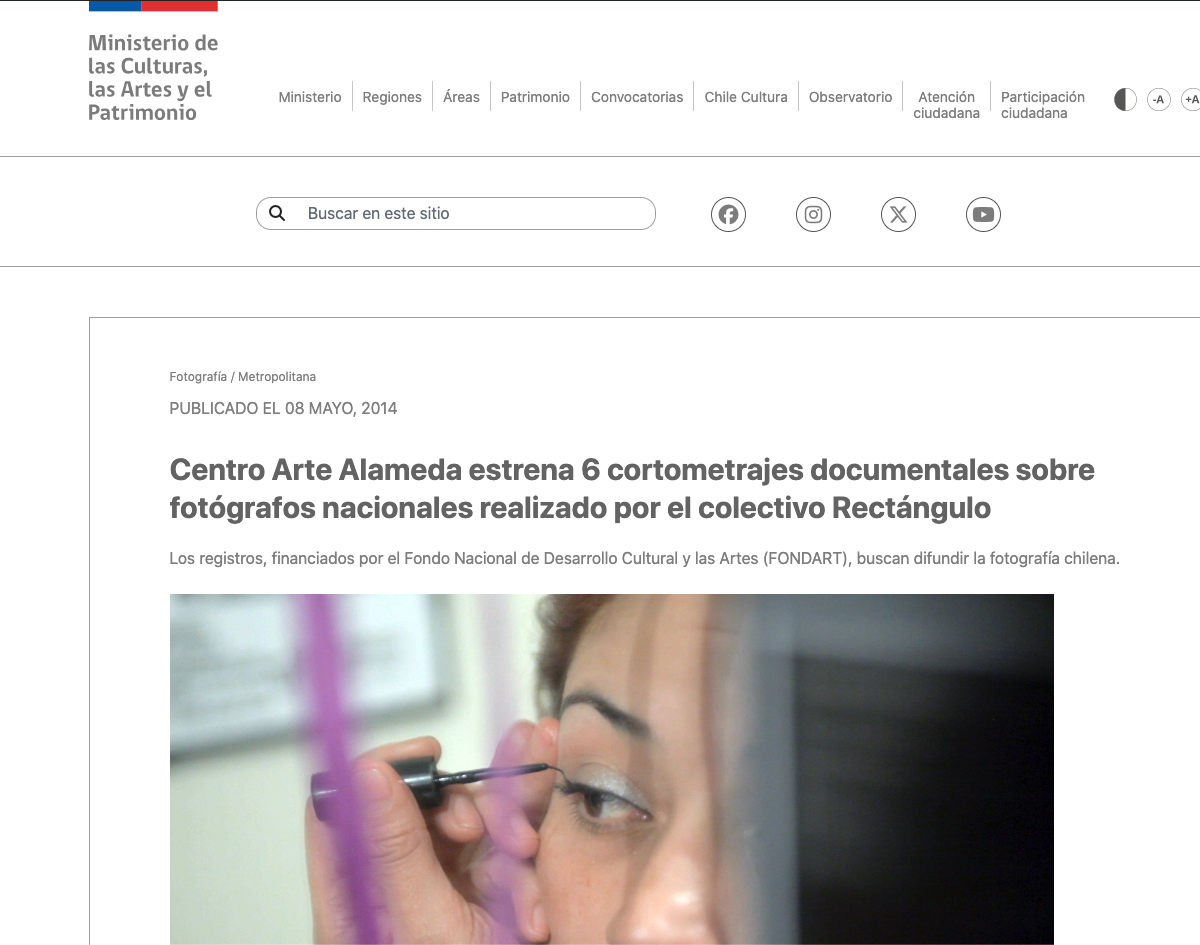 Ministerio de
las Culturas,
las Artes y el
Patrimonio
Ministerio
Regiones
Áreas
Patrimonio
Convocatorias
Chile Cultura
Observatorio
Atención
ciudadana
Participación
ciudadana
-A
+A
Buscar en este sitio
Fotografía / Metropolitana
PUBLICADO EL 08 MAYO, 2014
Centro Arte Alameda estrena 6 cortometrajes documentales sobre
fotógrafos nacionales realizado por el colectivo Rectángulo
Los registros, financiados por el Fondo Nacional de Desarrollo Cultural y las Artes (FONDART), buscan difundir la fotografía chilena.